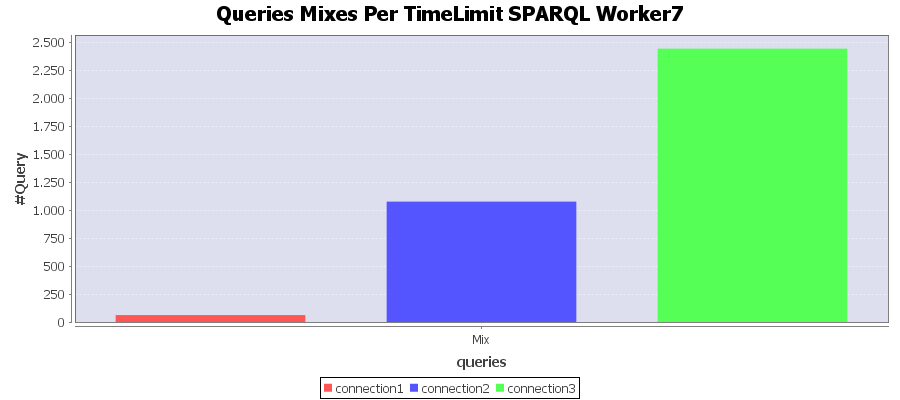 Queries Mixes Per TimeLimit SPARQL Worker7
2.500
2.250
2.000
1.750
1.500
1.250
1.000
750
500
250
0
#Query
Mix
queries
connection1 connection2 connection3